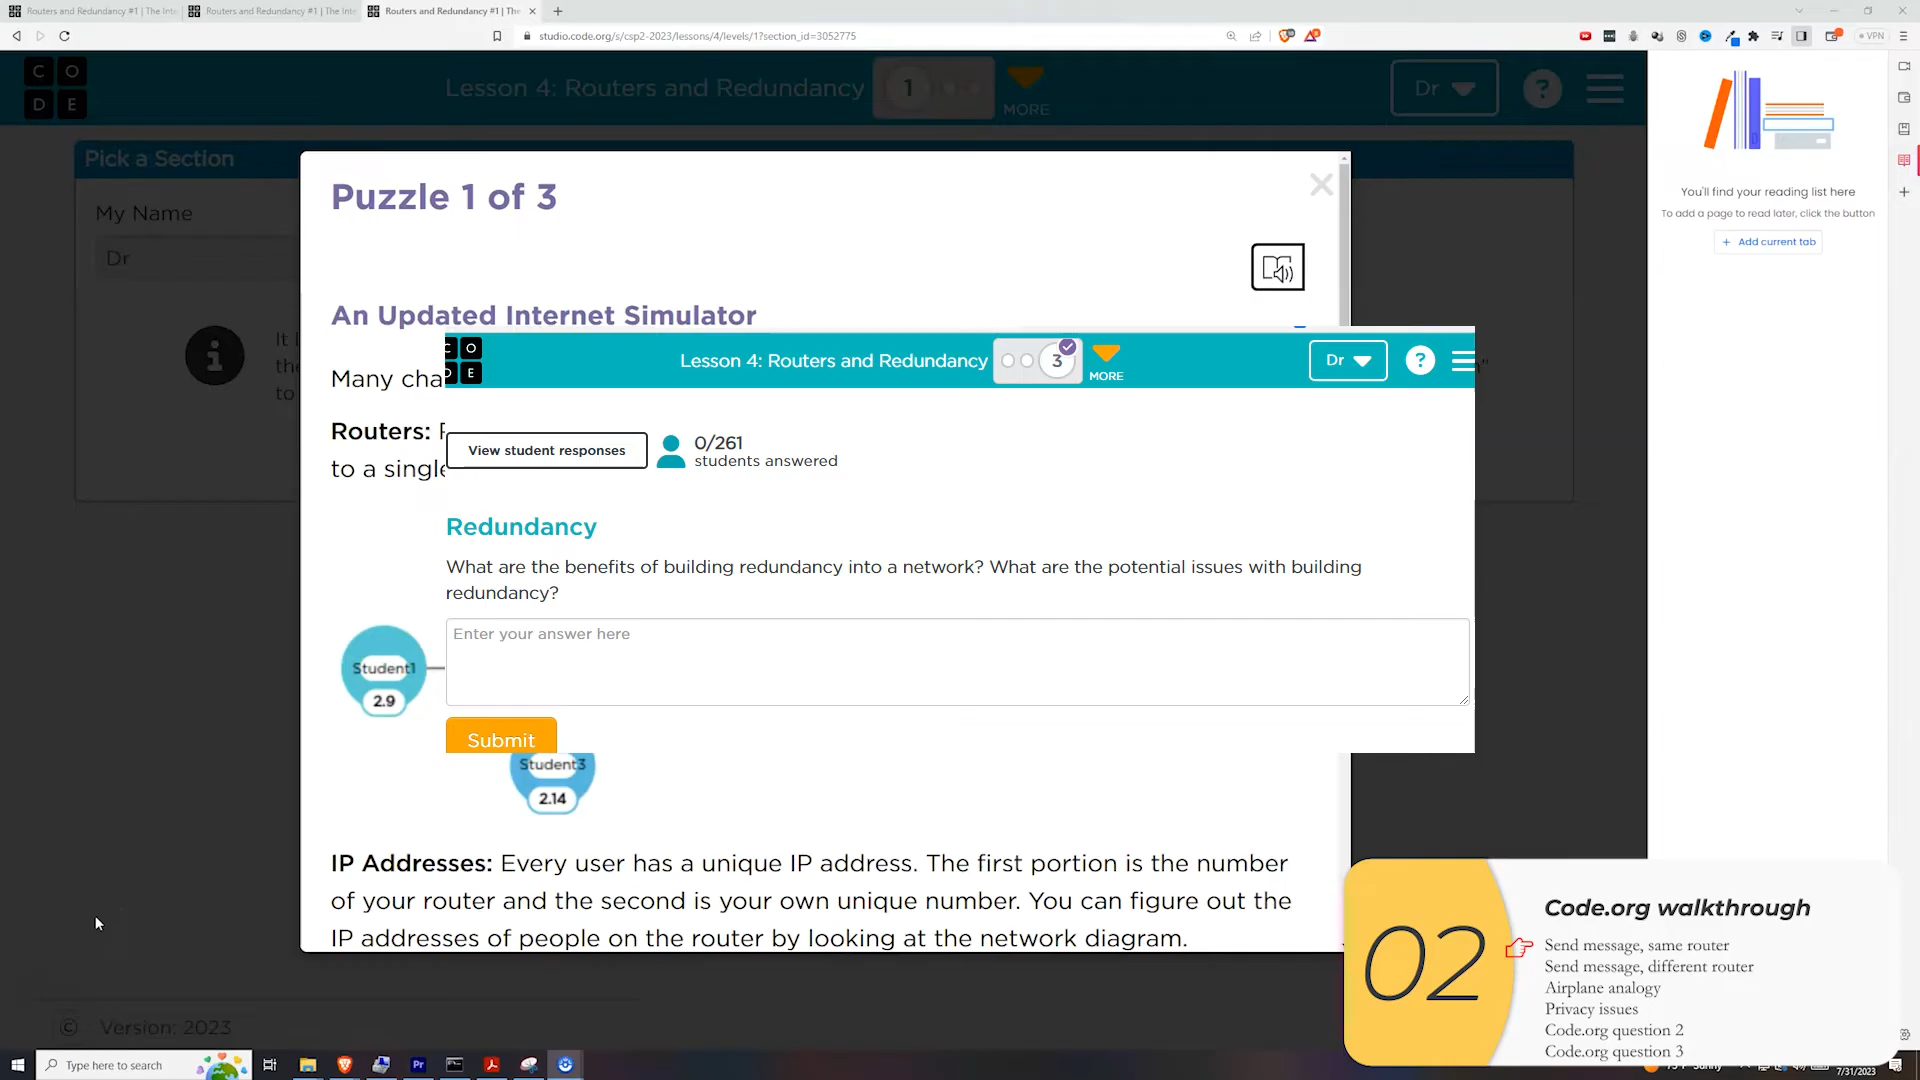 Routers and Redundancy #1 | The Inte
Routers and Redundancy #1 | The Inte
Routers and Redundancy #1 | The
studio.code.org/s/csp2-2023/lessons/4/levels/1?section_id=3052775
VPN
C O
D E
Lesson 4: Routers and Redundancy
1
MORE
Dr
?
Pick a Section
My Name
Dr
It
the
to
Puzzle 1 of 3
An Updated Internet Simulator
Many cha
Routers:
to a single
O
E
Lesson 4: Routers and Redundancy
3
MORE
Dr
?
View student responses
0/261
students answered
Redundancy
What are the benefits of building redundancy into a network? What are the potential issues with building
redundancy?
Enter your answer here
Submit
Student1
2.9
Student3
2.14
IP Addresses: Every user has a unique IP address. The first portion is the number
of your router and the second is your own unique number. You can figure out the
IP addresses of people on the router by looking at the network diagram.
You'll find your reading list here
To add a page to read later, click the button
+ Add current tab
02
Code.org walkthrough
Send message, same router
Send message, different router
Airplane analogy
Privacy issues
Code.org question 2
Code.org question 3
© Version: 2023
Type here to search
Pr
7/31/2023